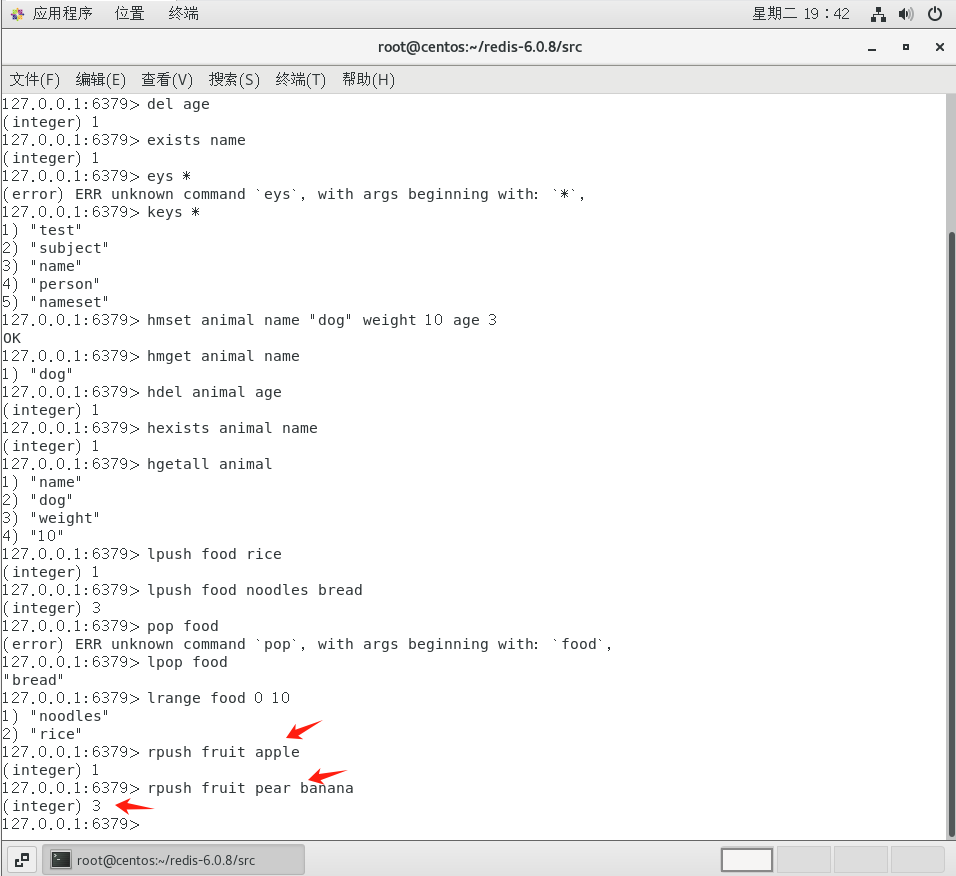 应用程序 位置 终端 星期二 19：42
root@centos:~/redis-6.0.8/src
文件(F) 编辑(E) 查看(V) 搜索(S) 终端(T) 帮助(H)
127.0.0.1:6379> del age
(integer) 1
127.0.0.1:6379> exists name
(integer) 1
127.0.0.1:6379> eys *
(error) ERR unknown command `eys`, with args beginning with: `*`,
127.0.0.1:6379> keys *
1) "test"
2) "subject"
3) "name"
4) "person"
5) "nameset"
127.0.0.1:6379> hmset animal name "dog" weight 10 age 3
OK
127.0.0.1:6379> hmget animal name
1) "dog"
127.0.0.1:6379> hdel animal age
(integer) 1
127.0.0.1:6379> hexists animal name
(integer) 1
127.0.0.1:6379> hgetall animal
1) "name"
2) "dog"
3) "weight"
4) "10"
127.0.0.1:6379> lpush food rice
(integer) 1
127.0.0.1:6379> lpush food noodles bread
(integer) 3
127.0.0.1:6379> pop food
(error) ERR unknown command `pop`, with args beginning with: `food`,
127.0.0.1:6379> lpop food
"bread"
127.0.0.1:6379> lrange food 0 10
1) "noodles"
2) "rice"
127.0.0.1:6379> rpush fruit apple
(integer) 1
127.0.0.1:6379> rpush fruit pear banana
(integer) 3
127.0.0.1:6379>
root@centos:~/redis-6.0.8/src